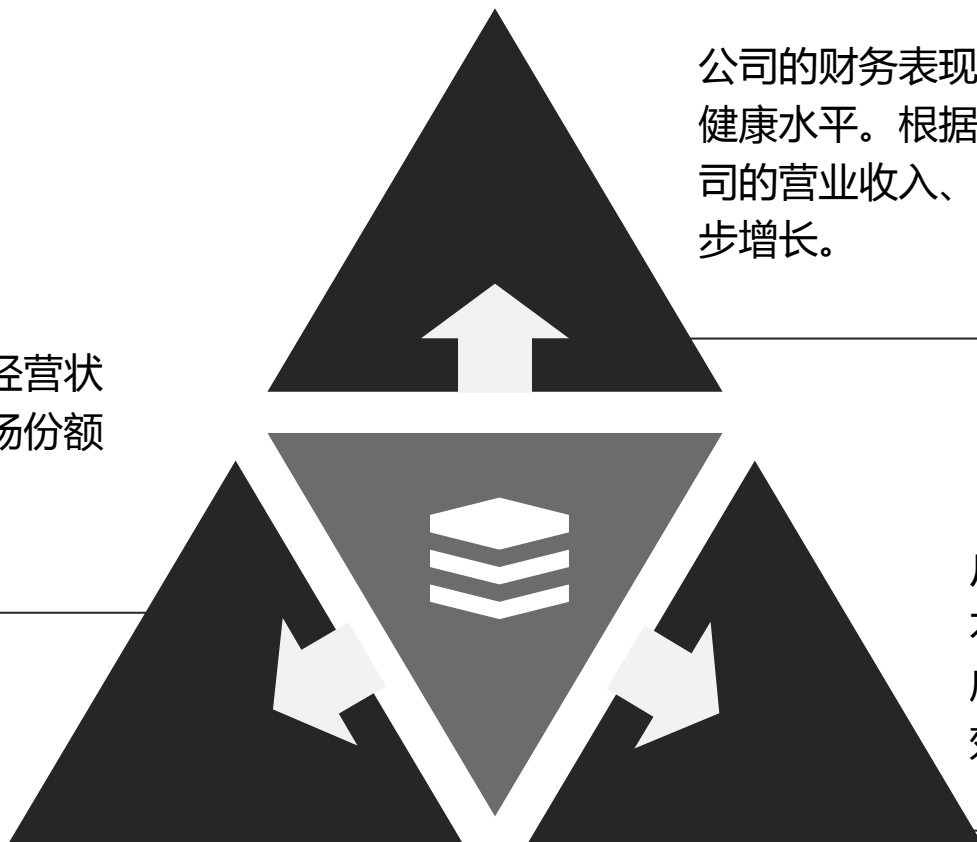 公司的财务表现
健康水平。根据
司的营业收入、
步增长。
经营状
场份额